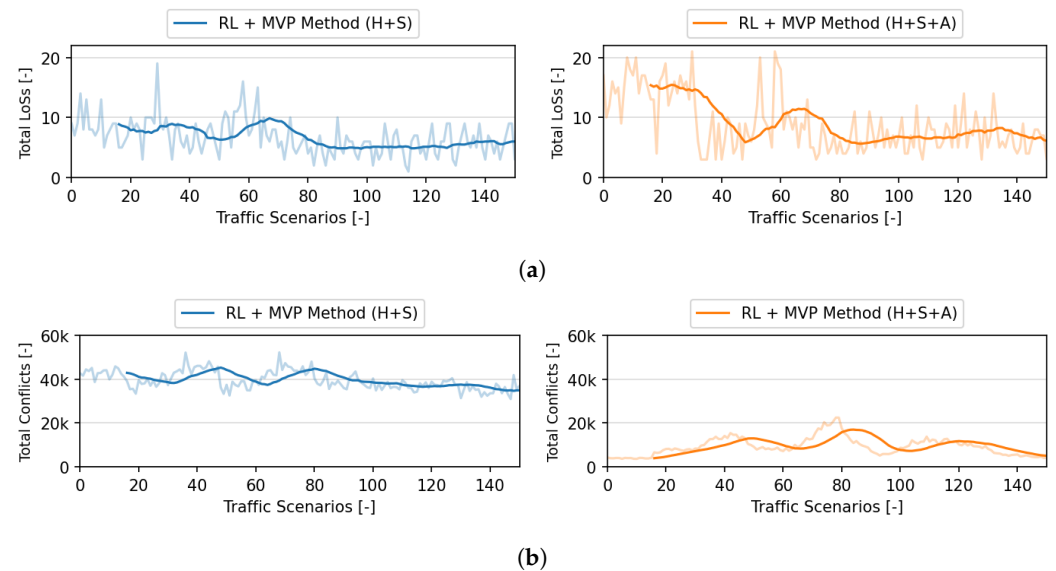 RL + MVP Method (H+S)
RL + MVP Method (H+S+A)
Total LoSs [-]
20
10
0
0 20 40 60 80 100 120 140
Traffic Scenarios [-]
Total LoSs [-]
20
10
0
0 20 40 60 80 100 120 140
Traffic Scenarios [-]
(a)
RL + MVP Method (H+S)
RL + MVP Method (H+S+A)
Total Conflicts [-]
60k
40k
20k
0
0 20 40 60 80 100 120 140
Traffic Scenarios [-]
Total Conflicts [-]
60k
40k
20k
0
0 20 40 60 80 100 120 140
Traffic Scenarios [-]
(b)